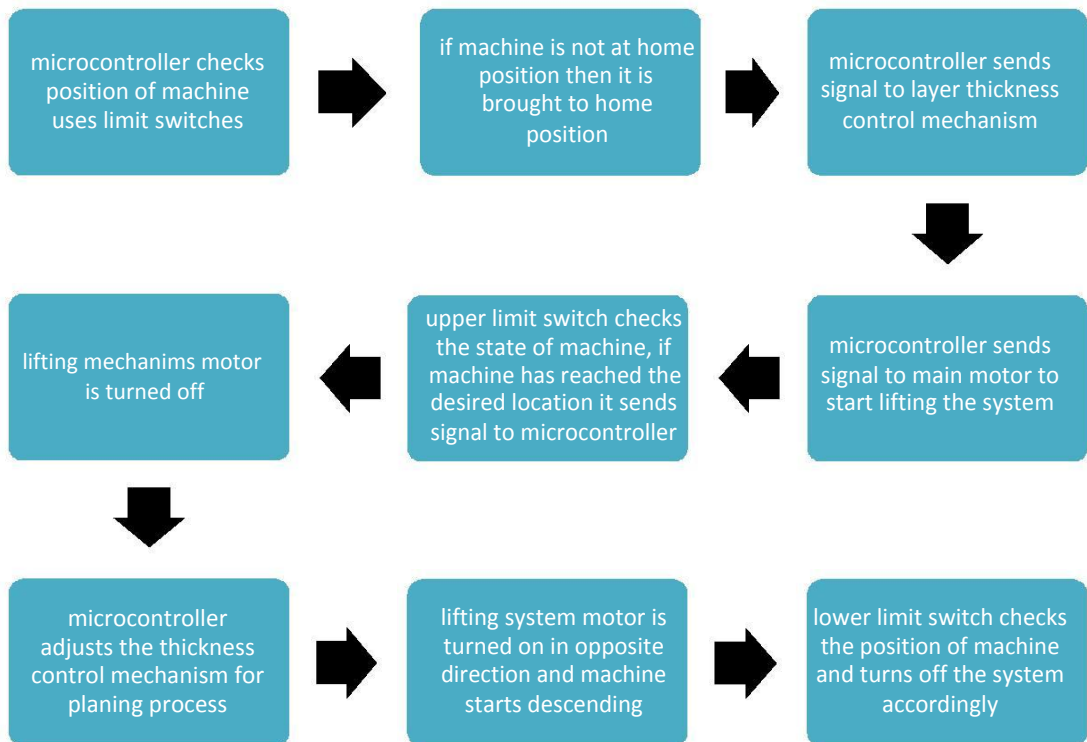 microcontroller checks
position of machine
uses limit switches
if machine is not at home
position then it is
brought to home
position
microcontroller sends
signal to layer thickness
control mechanism
microcontroller sends
signal to main motor to
start lifting the system
upper limit switch checks
the state of machine, if
machine has reached the
desired location it sends
signal to microcontroller
lifting mechanims motor
is turned off
microcontroller
adjusts the thickness
control mechanism for
planing process
lifting system motor is
turned on in opposite
direction and machine
starts descending
lower limit switch checks
the position of machine
and turns off the system
accordingly